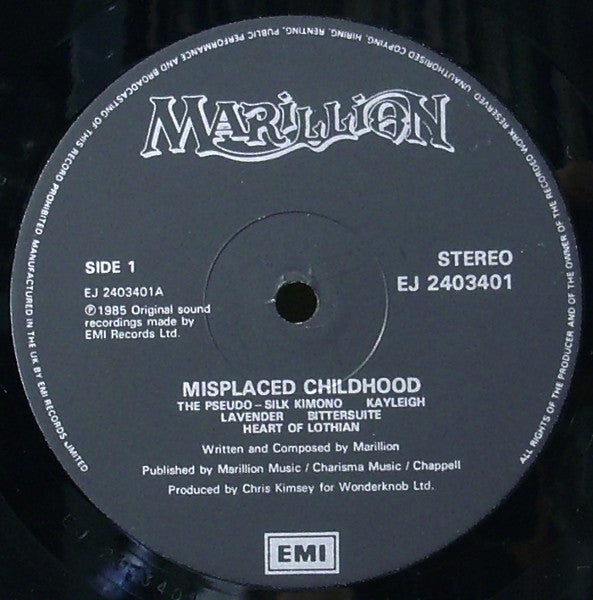 MARILLION
SIDE 1
EJ 2403401A
℗1985 Original sound
recordings made by
EMI Records Ltd.
STEREO
EJ 2403401
MISPLACED CHILDHOOD
THE PSEUDO-SILK KIMONO KAYLEIGH
LAVENDER BITTERSUITE
HEART OF LOTHIAN
Written and Composed by Marillion
Published by Marillion Music / Charisma Music / Chappell
Produced by Chris Kimsey for Wonderknob Ltd.
EMI
ALL RIGHTS OF THE PRODUCER AND OF THE OWNER OF THE RECORDED WORK RESERVED UNAUTHORISED COPYING, HIRING, RENTING, PUBLIC PERFORMANCE AND BROADCASTING OF THIS RECORD PROHIBITED MANUFACTURED IN THE UK BY EMI RECORDS LIMITED